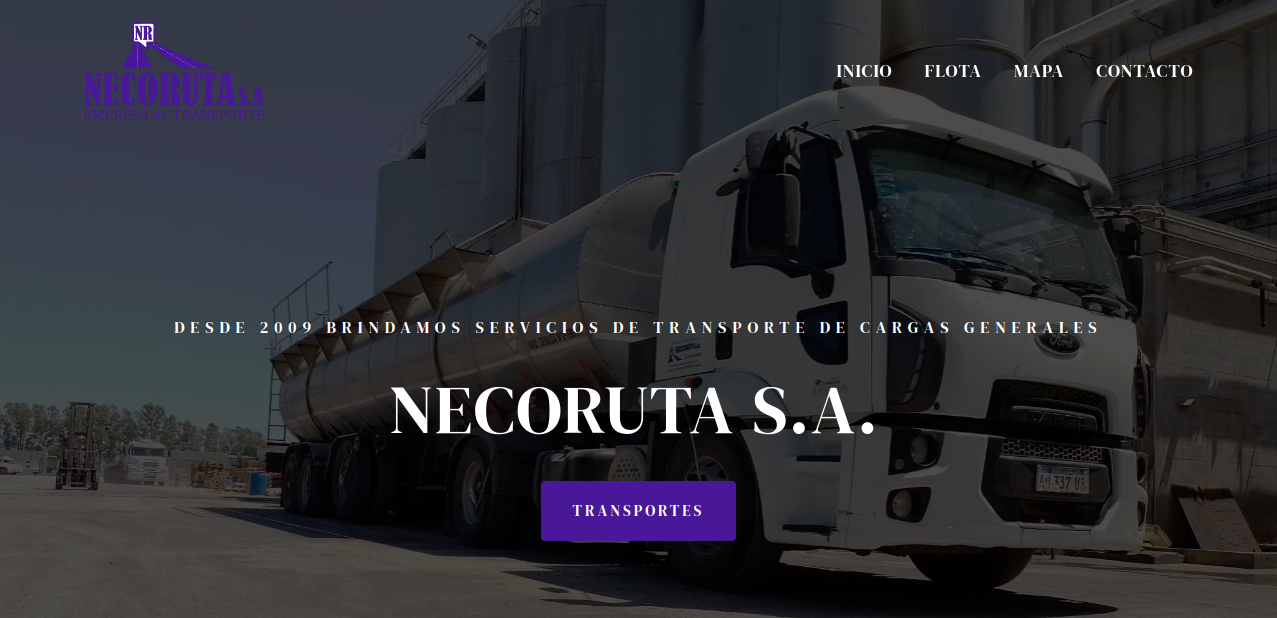 NR
NECORUTA S.A
EMPRESA de TRANSPORTE
INICIO FLOTA MAPA CONTACTO
DESDE 2009 BRINDAMOS SERVICIOS DE TRANSPORTE DE CARGAS GENERALES
Ford
NECORUTA S.A.
TRANSPORTES